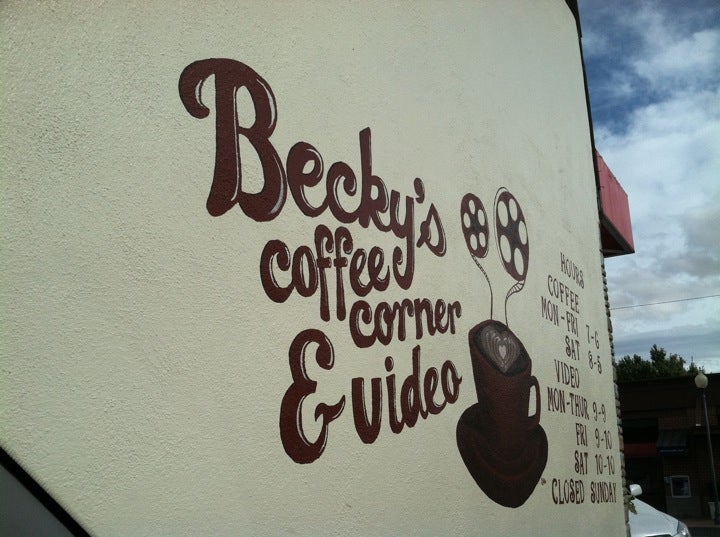 Becky's
coffee
corner
& video
HOURS
COFFEE
MON-FRI 7-6
SAT 8-5
VIDEO
MON-THUR 9-9
FRI 9-10
SAT 10-10
CLOSED SUNDAY